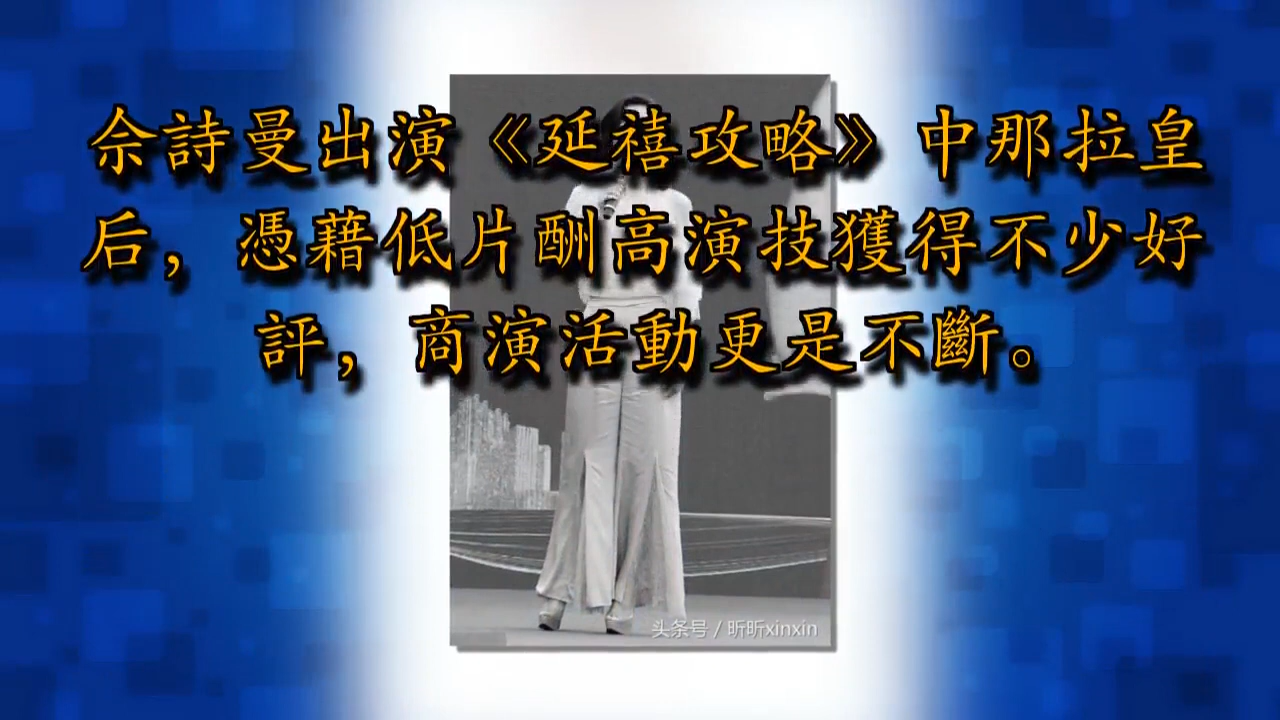 佘詩曼出演《延禧攻略》中那拉皇
后，憑藉低片酬高演技獲得不少好
評，商演活動更是不斷。
头条号 / 昕昕xinxin